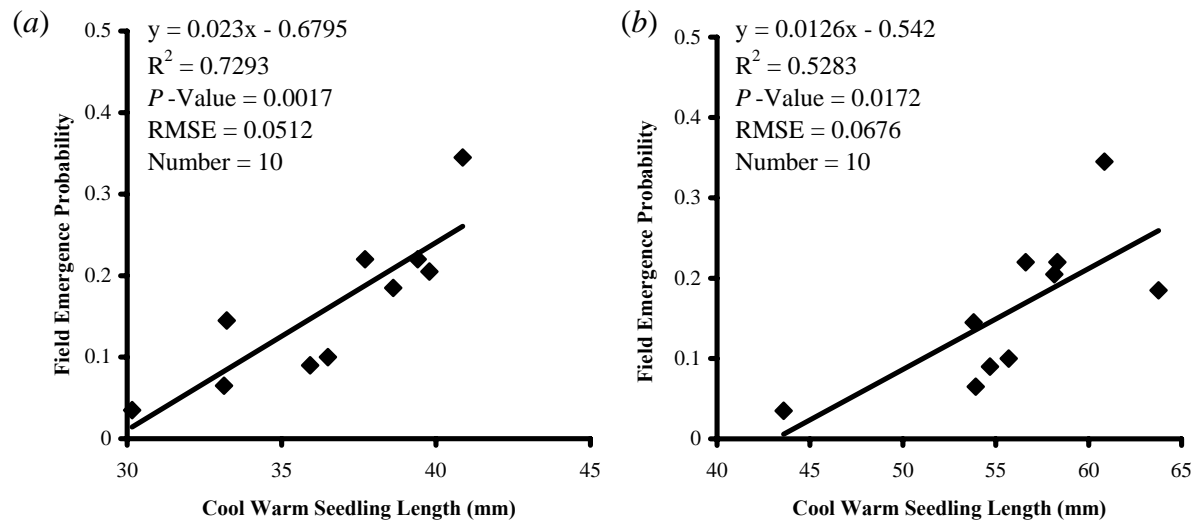 (a)
y = 0.023x - 0.6795
R² = 0.7293
P -Value = 0.0017
RMSE = 0.0512
Number = 10
Field Emergence Probability
0.5
0.4
0.3
0.2
0.1
0
30 35 40 45
Cool Warm Seedling Length (mm)
(b)
y = 0.0126x - 0.542
R² = 0.5283
P -Value = 0.0172
RMSE = 0.0676
Number = 10
Field Emergence Probability
0.5
0.4
0.3
0.2
0.1
0
40 45 50 55 60 65
Cool Warm Seedling Length (mm)